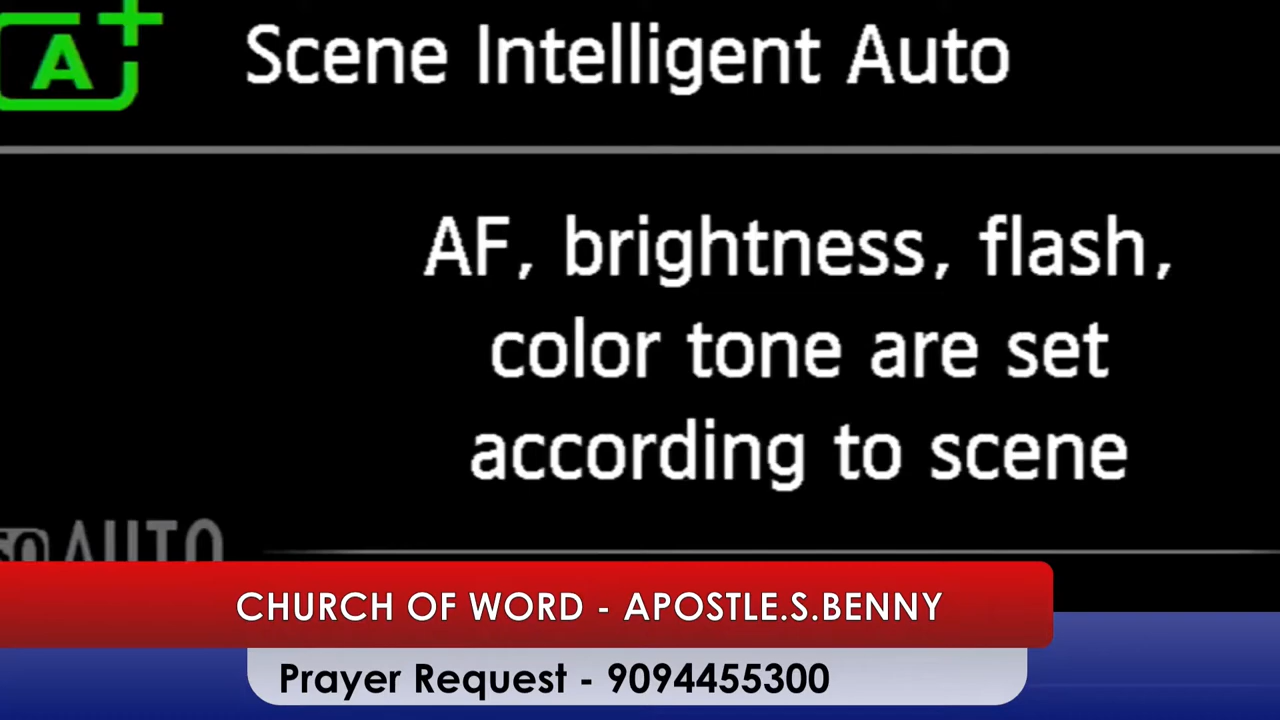 A+
Scene Intelligent Auto
AF, brightness, flash,
color tone are set
according to scene
AUTO
CHURCH OF WORD - APOSTLE.S.BENNY
Prayer Request - 9094455300